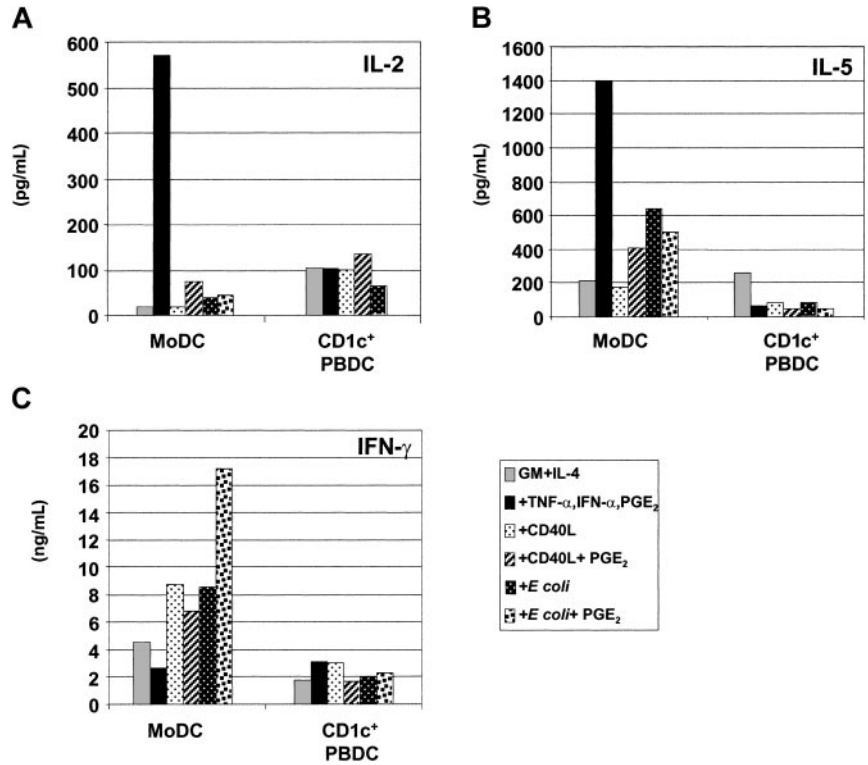 A
IL-2
(pg/mL)
600
500
400
300
200
100
0
MoDC
CD1c⁺
PBDC
B
IL-5
(pg/mL)
1600
1400
1200
1000
800
600
400
200
0
MoDC
CD1c⁺
PBDC
C
IFN-γ
(ng/mL)
20
18
16
14
12
10
8
6
4
2
0
MoDC
CD1c⁺
PBDC
GM+IL-4
+TNF-α,IFN-α,PGE₂
+CD40L
+CD40L+ PGE₂
+E coli
+E coli+ PGE₂